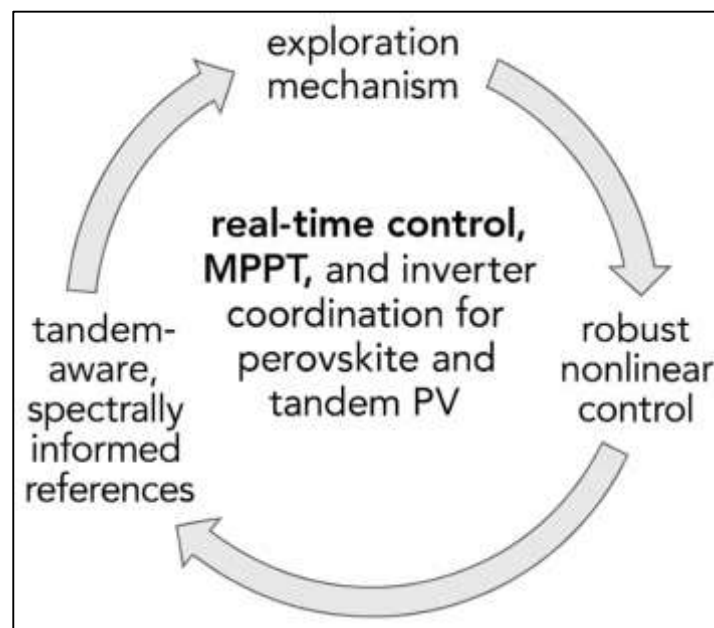 exploration
mechanism
real-time control,
MPPT, and inverter
coordination for
perovskite and
tandem PV
robust
nonlinear
control
tandem-
aware,
spectrally
informed
references